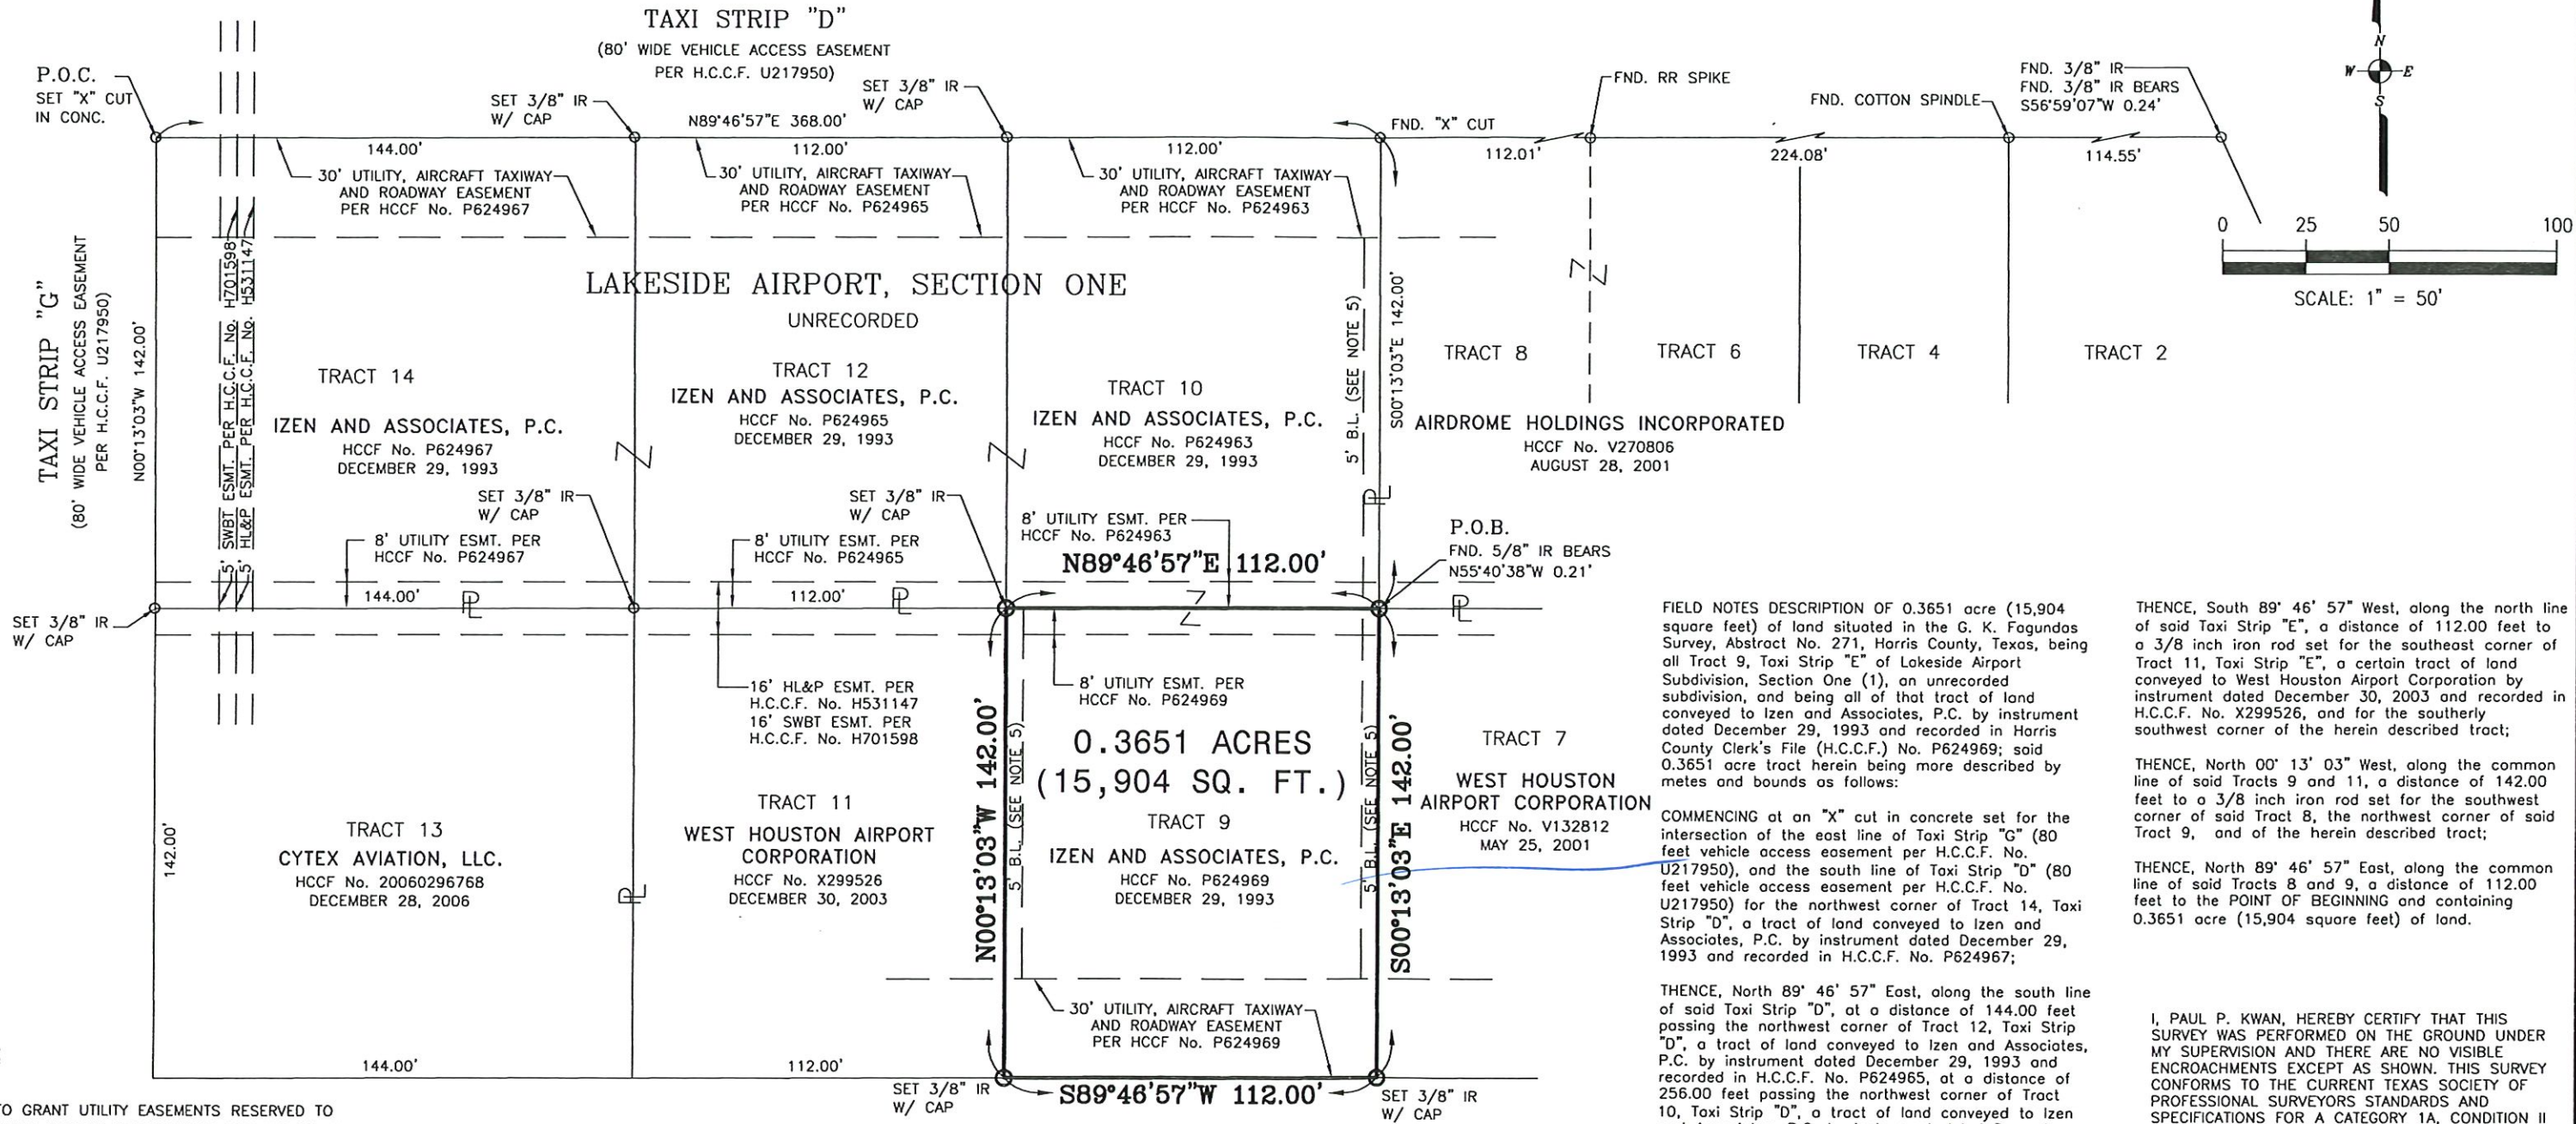 TAXI STRIP "D"
(80' WIDE VEHICLE ACCESS EASEMENT
PER H.C.C.F. U217950)
P.O.C.
SET "X" CUT
IN CONC.
SET 3/8" IR
W/ CAP
SET 3/8" IR
W/ CAP
N89°46'57"E 368.00'
144.00'
112.00'
112.00'
FND. "X" CUT
FND. RR SPIKE
FND. COTTON SPINDLE
FND. 3/8" IR
FND. 3/8" IR BEARS
S56°59'07"W 0.24'
112.01'
224.08'
114.55'
N
W
E
S
0 25 50 100
SCALE: 1" = 50'
30' UTILITY, AIRCRAFT TAXIWAY
AND ROADWAY EASEMENT
PER HCCF No. P624967
30' UTILITY, AIRCRAFT TAXIWAY
AND ROADWAY EASEMENT
PER HCCF No. P624965
30' UTILITY, AIRCRAFT TAXIWAY
AND ROADWAY EASEMENT
PER HCCF No. P624963
TAXI STRIP "G"
(80' WIDE VEHICLE ACCESS EASEMENT
PER H.C.C.F. U217950)
N00°13'03"W 142.00'
5' SWBT ESMT. PER H.C.C.F. No. H701598
5' HL&P ESMT. PER H.C.C.F. No. H531147
LAKESIDE AIRPORT, SECTION ONE
UNRECORDED
TRACT 14
IZEN AND ASSOCIATES, P.C.
HCCF No. P624967
DECEMBER 29, 1993
TRACT 12
IZEN AND ASSOCIATES, P.C.
HCCF No. P624965
DECEMBER 29, 1993
TRACT 10
IZEN AND ASSOCIATES, P.C.
HCCF No. P624963
DECEMBER 29, 1993
5' B.L. (SEE NOTE 5)
S00°13'03"E 142.00'
TRACT 8
TRACT 6
TRACT 4
TRACT 2
AIRDROME HOLDINGS INCORPORATED
HCCF No. V270806
AUGUST 28, 2001
SET 3/8" IR
W/ CAP
SET 3/8" IR
W/ CAP
8' UTILITY ESMT. PER
HCCF No. P624967
8' UTILITY ESMT. PER
HCCF No. P624965
8' UTILITY ESMT. PER
HCCF No. P624963
N89°46'57"E 112.00'
P.O.B.
FND. 5/8" IR BEARS
N55°40'38"W 0.21'
144.00'
PL
112.00'
PL
PL
PL
SET 3/8" IR
W/ CAP
16' HL&P ESMT. PER
H.C.C.F. No. H531147
16' SWBT ESMT. PER
H.C.C.F. No. H701598
8' UTILITY ESMT. PER
HCCF No. P624969
142.00'
TRACT 13
CYTEX AVIATION, LLC.
HCCF No. 20060296768
DECEMBER 28, 2006
PL
TRACT 11
WEST HOUSTON AIRPORT
CORPORATION
HCCF No. X299526
DECEMBER 30, 2003
N00°13'03"W 142.00'
5' B.L. (SEE NOTE 5)
0.3651 ACRES
(15,904 SQ. FT.)
TRACT 9
IZEN AND ASSOCIATES, P.C.
HCCF No. P624969
DECEMBER 29, 1993
5' B.L. (SEE NOTE 5)
S00°13'03"E 142.00'
TRACT 7
WEST HOUSTON
AIRPORT CORPORATION
HCCF No. V132812
MAY 25, 2001
30' UTILITY, AIRCRAFT TAXIWAY
AND ROADWAY EASEMENT
PER HCCF No. P624969
144.00'
112.00'
SET 3/8" IR
W/ CAP
S89°46'57"W 112.00'
SET 3/8" IR
W/ CAP
O GRANT UTILITY EASEMENTS RESERVED TO
FIELD NOTES DESCRIPTION OF 0.3651 acre (15,904
square feet) of land situated in the G. K. Fagundas
Survey, Abstract No. 271, Harris County, Texas, being
all Tract 9, Taxi Strip "E" of Lakeside Airport
Subdivision, Section One (1), an unrecorded
subdivision, and being all of that tract of land
conveyed to Izen and Associates, P.C. by instrument
dated December 29, 1993 and recorded in Harris
County Clerk's File (H.C.C.F.) No. P624969; said
0.3651 acre tract herein being more described by
metes and bounds as follows:
COMMENCING at an "X" cut in concrete set for the
intersection of the east line of Taxi Strip "G" (80
feet vehicle access easement per H.C.C.F. No.
U217950), and the south line of Taxi Strip "D" (80
feet vehicle access easement per H.C.C.F. No.
U217950) for the northwest corner of Tract 14, Taxi
Strip "D", a tract of land conveyed to Izen and
Associates, P.C. by instrument dated December 29,
1993 and recorded in H.C.C.F. No. P624967;
THENCE, North 89° 46' 57" East, along the south line
of said Taxi Strip "D", at a distance of 144.00 feet
passing the northwest corner of Tract 12, Taxi Strip
"D", a tract of land conveyed to Izen and Associates,
P.C. by instrument dated December 29, 1993 and
recorded in H.C.C.F. No. P624965, at a distance of
256.00 feet passing the northwest corner of Tract
10, Taxi Strip "D", a tract of land conveyed to Izen
THENCE, South 89° 46' 57" West, along the north line
of said Taxi Strip "E", a distance of 112.00 feet to
a 3/8 inch iron rod set for the southeast corner of
Tract 11, Taxi Strip "E", a certain tract of land
conveyed to West Houston Airport Corporation by
instrument dated December 30, 2003 and recorded in
H.C.C.F. No. X299526, and for the southerly
southwest corner of the herein described tract;
THENCE, North 00° 13' 03" West, along the common
line of said Tracts 9 and 11, a distance of 142.00
feet to a 3/8 inch iron rod set for the southwest
corner of said Tract 8, the northwest corner of said
Tract 9, and of the herein described tract;
THENCE, North 89° 46' 57" East, along the common
line of said Tracts 8 and 9, a distance of 112.00
feet to the POINT OF BEGINNING and containing
0.3651 acre (15,904 square feet) of land.
I, PAUL P. KWAN, HEREBY CERTIFY THAT THIS
SURVEY WAS PERFORMED ON THE GROUND UNDER
MY SUPERVISION AND THERE ARE NO VISIBLE
ENCROACHMENTS EXCEPT AS SHOWN. THIS SURVEY
CONFORMS TO THE CURRENT TEXAS SOCIETY OF
PROFESSIONAL SURVEYORS STANDARDS AND
SPECIFICATIONS FOR A CATEGORY 1A, CONDITION II